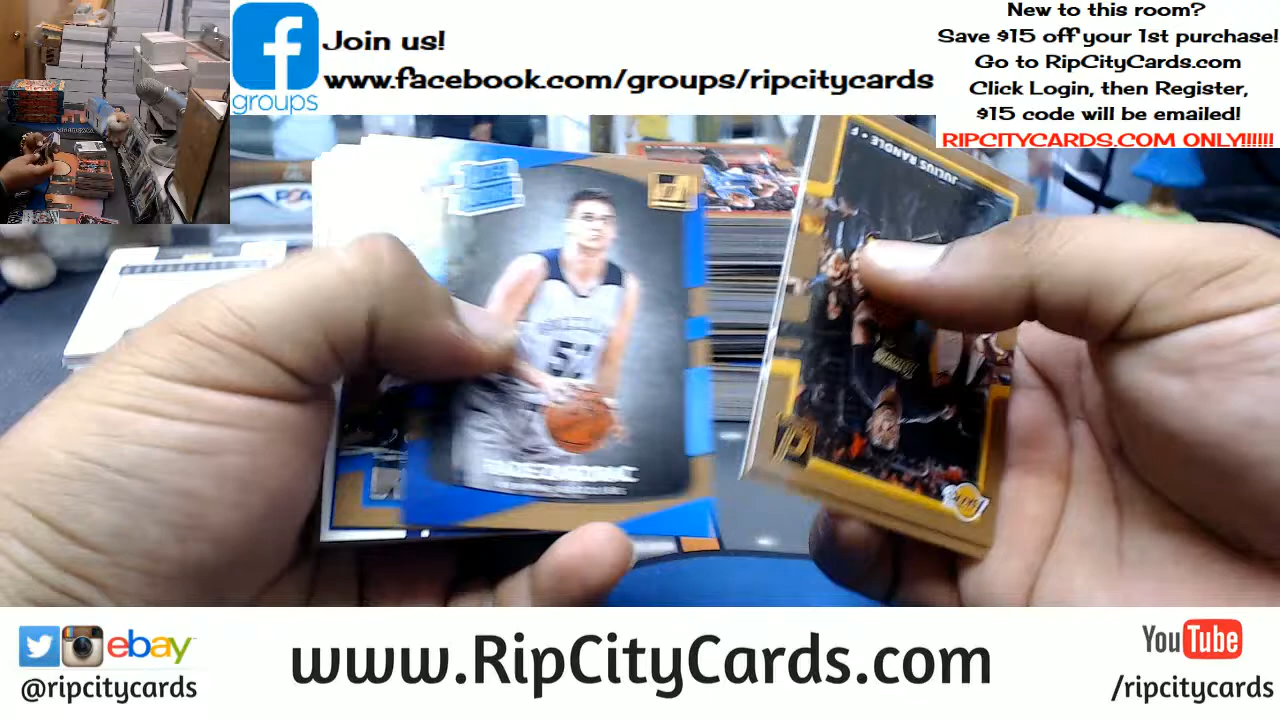 Join us!
www.facebook.com/groups/ripcitycards
groups
New to this room?
Save $15 off your 1st purchase!
Go to RipCityCards.com
Click Login, then Register,
$15 code will be emailed!
RIPCITYCARDS.COM ONLY!!!!!!
JULIUS RANDLE • F
ebay
@ripcitycards
www.RipCityCards.com
YouTube
/ripcitycards